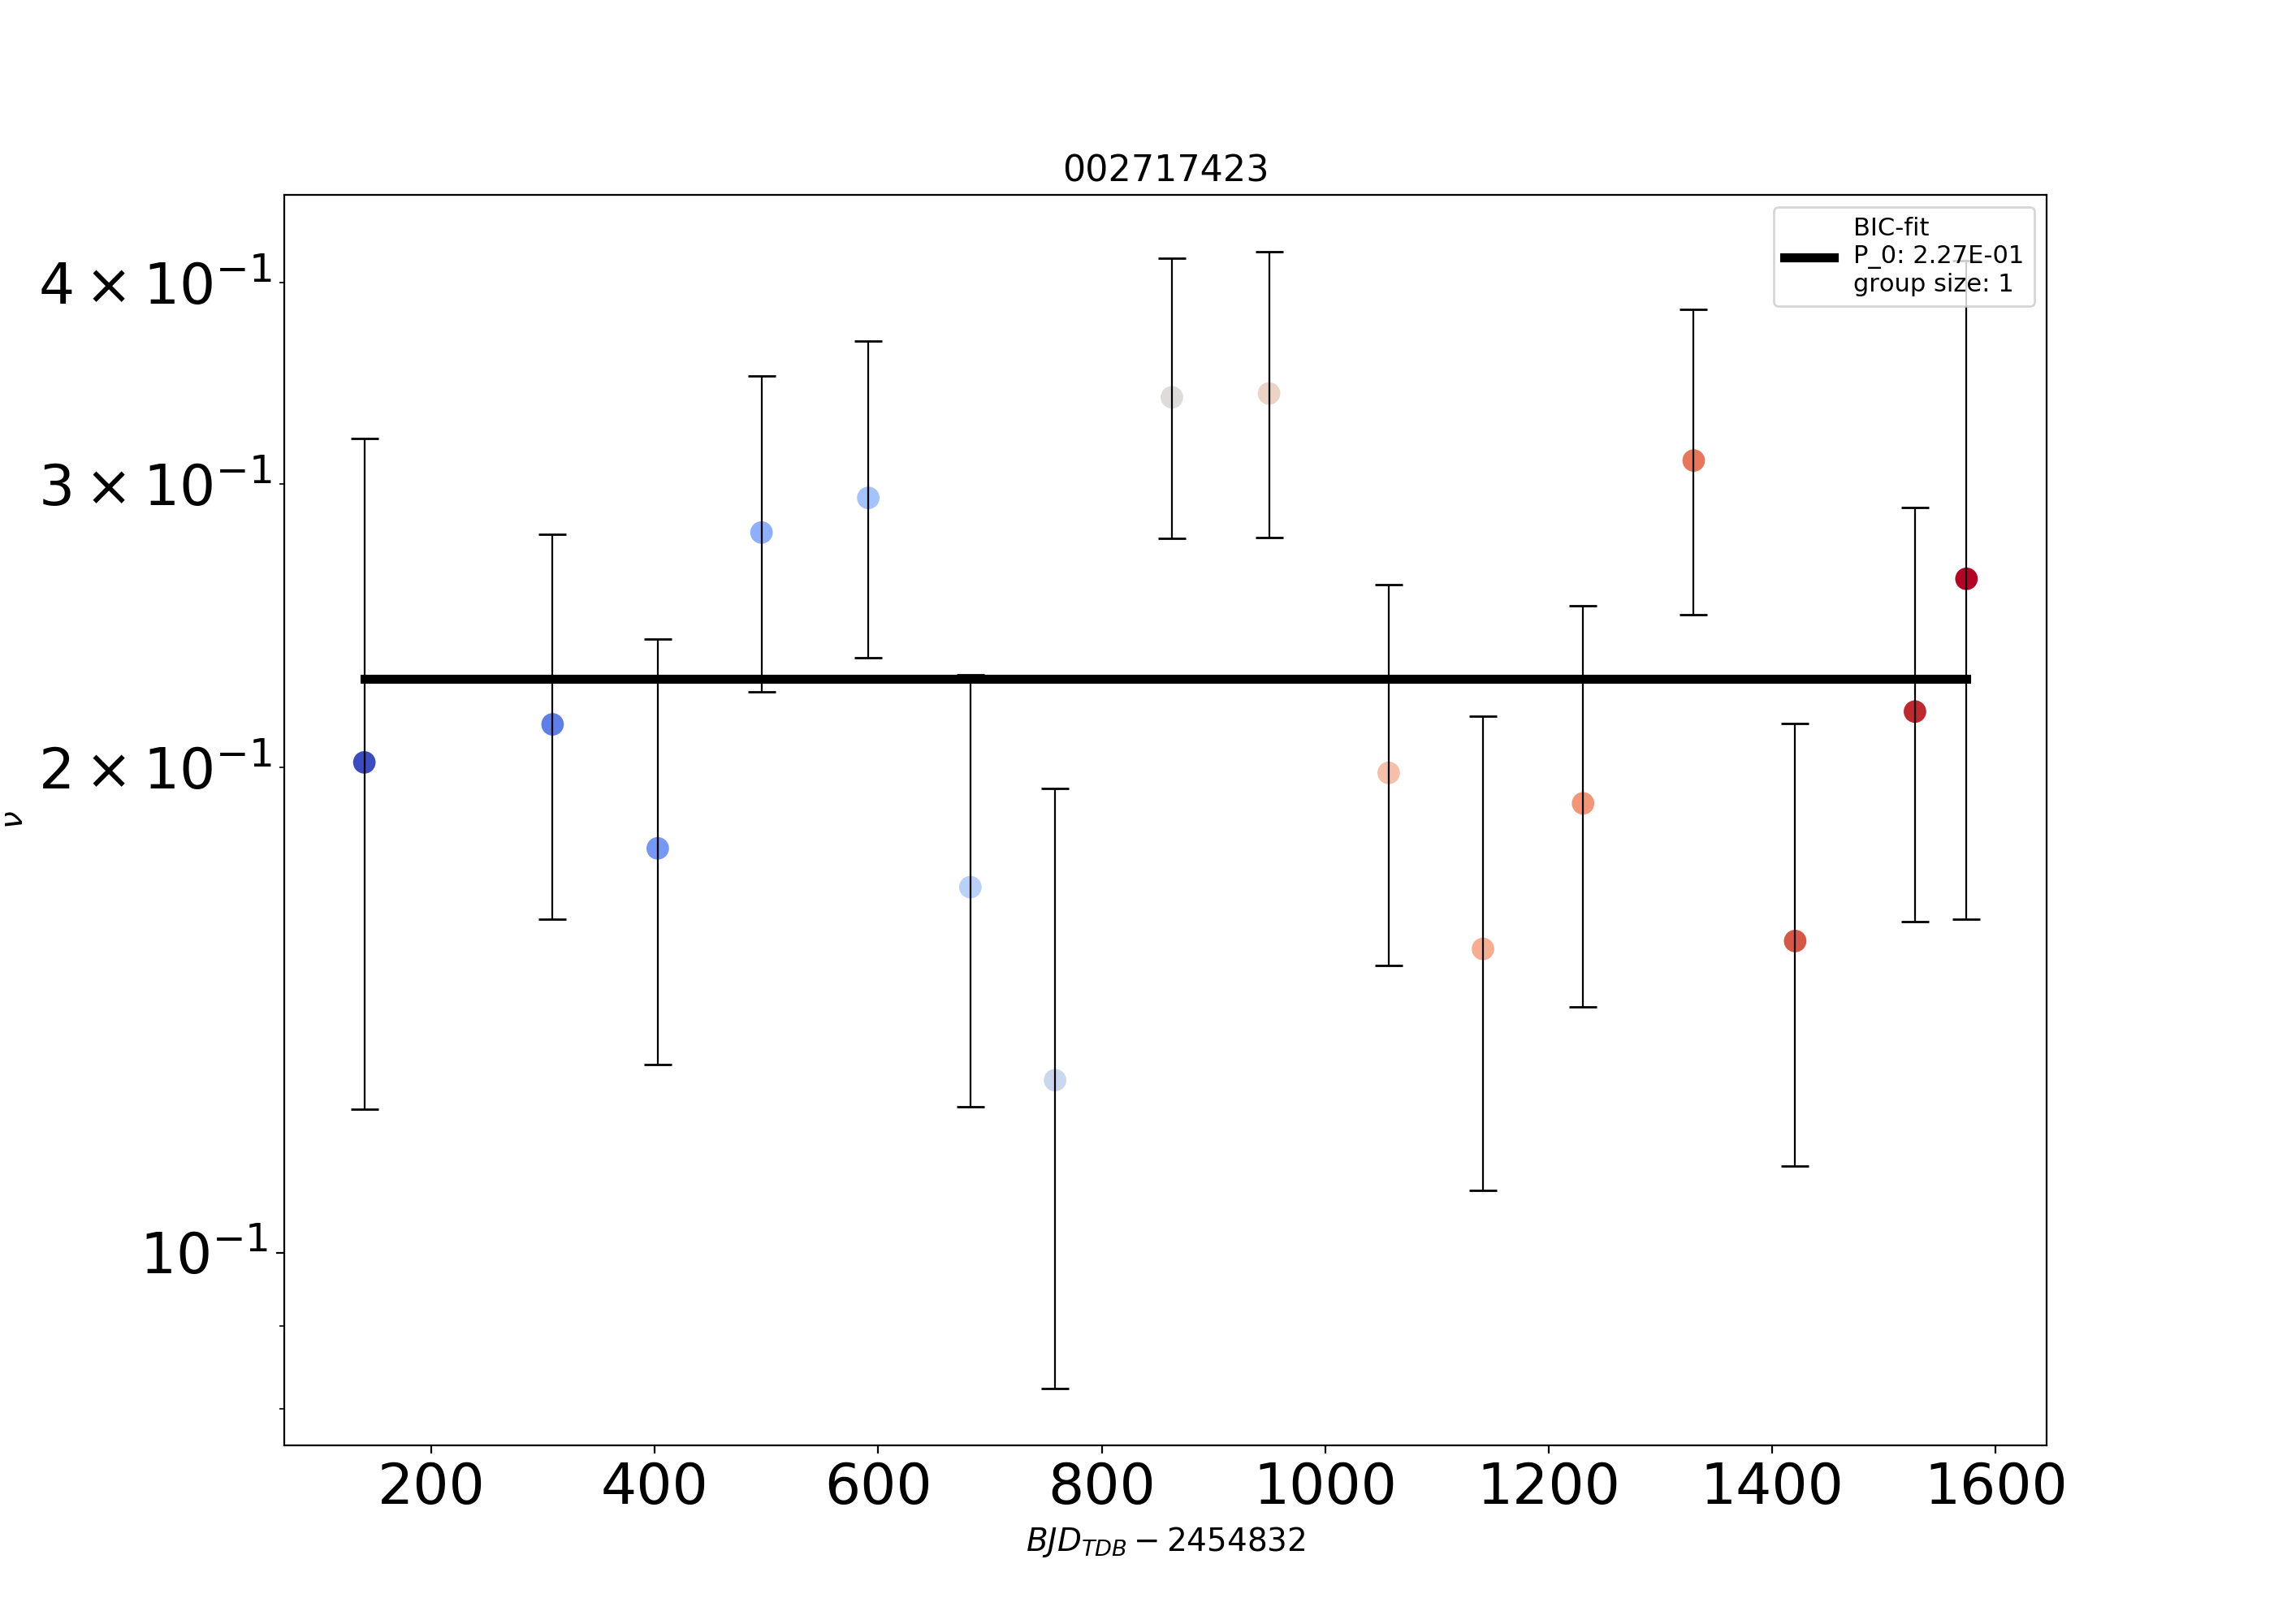 002717423
BIC-fit
P_0: 2.27E-01
group size: 1
4 × 10⁻¹
3 × 10⁻¹
2 × 10⁻¹
10⁻¹
ν
200 400 600 800 1000 1200 1400 1600
BJD_TDB − 2454832